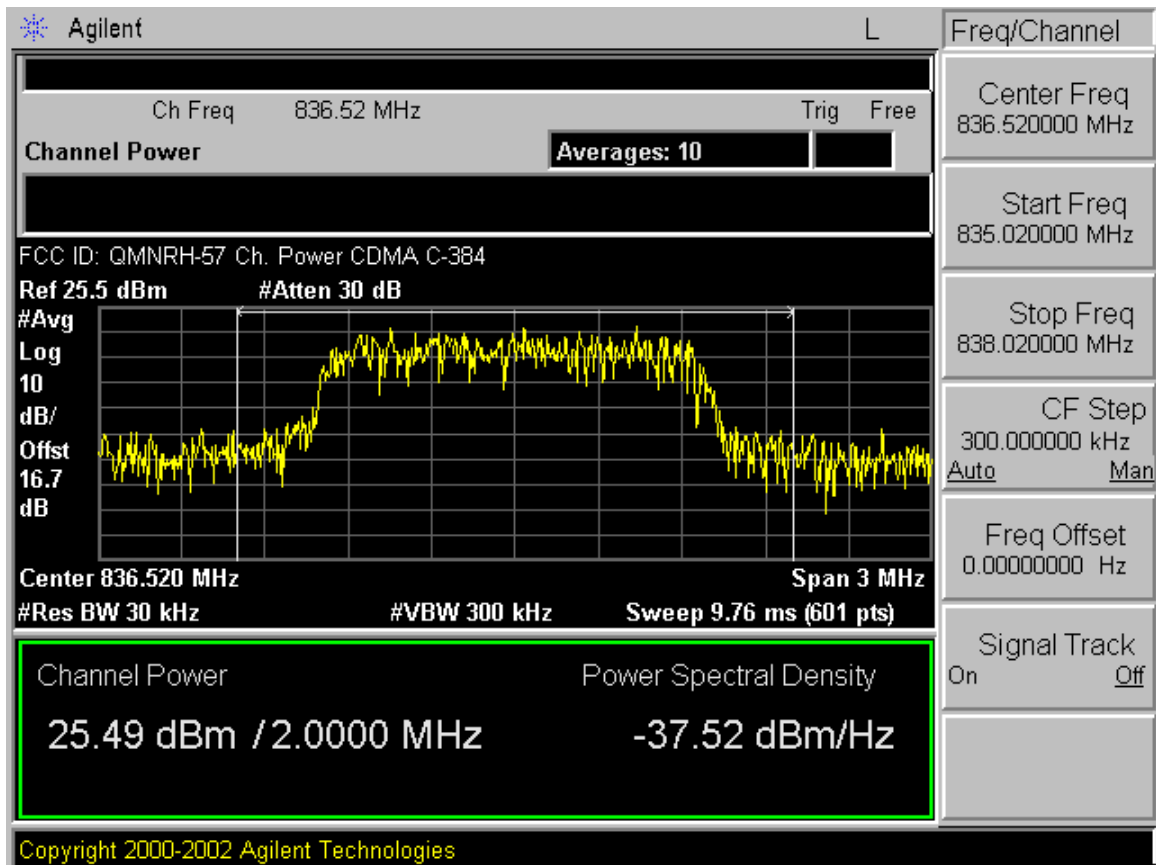 Agilent L
Ch Freq 836.52 MHz Trig Free
Channel Power Averages: 10
FCC ID: QMNRH-57 Ch. Power CDMA C-384
Ref 25.5 dBm #Atten 30 dB
#Avg
Log
10
dB/
Offst
16.7
dB
Center 836.520 MHz Span 3 MHz
#Res BW 30 kHz #VBW 300 kHz Sweep 9.76 ms (601 pts)
Channel Power Power Spectral Density
25.49 dBm / 2.0000 MHz -37.52 dBm/Hz
Copyright 2000-2002 Agilent Technologies
Freq/Channel
Center Freq
836.520000 MHz
Start Freq
835.020000 MHz
Stop Freq
838.020000 MHz
CF Step
300.000000 kHz
Auto Man
Freq Offset
0.00000000 Hz
Signal Track
On Off